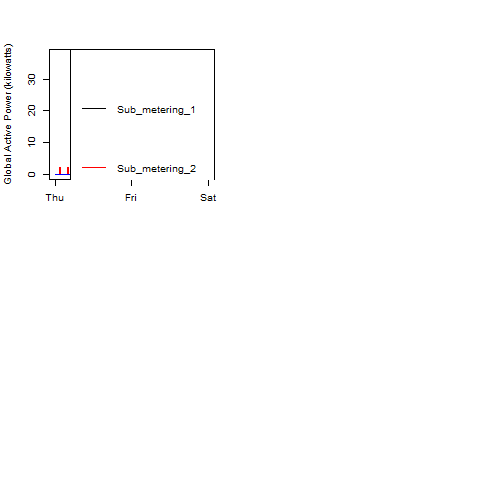 Global Active Power (kilowatts)
30
20
10
0
Sub_metering_1
Sub_metering_2
Thu Fri Sat